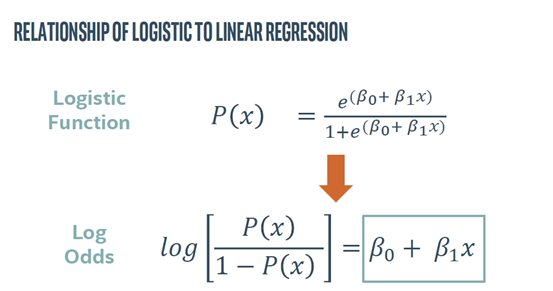 RELATIONSHIP OF LOGISTIC TO LINEAR REGRESSION
Logistic
Function
P(x) = e^(β₀+ β₁x) / 1+e^(β₀+ β₁x)
Log
Odds
log [P(x) / 1 − P(x)] = β₀ + β₁x